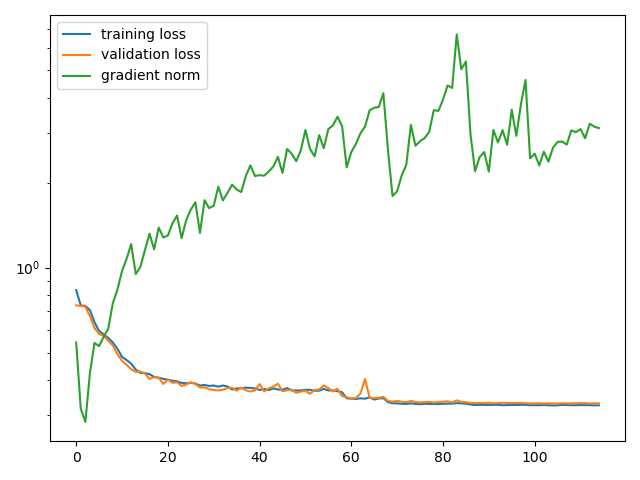 training loss
validation loss
gradient norm
10⁰
0 20 40 60 80 100